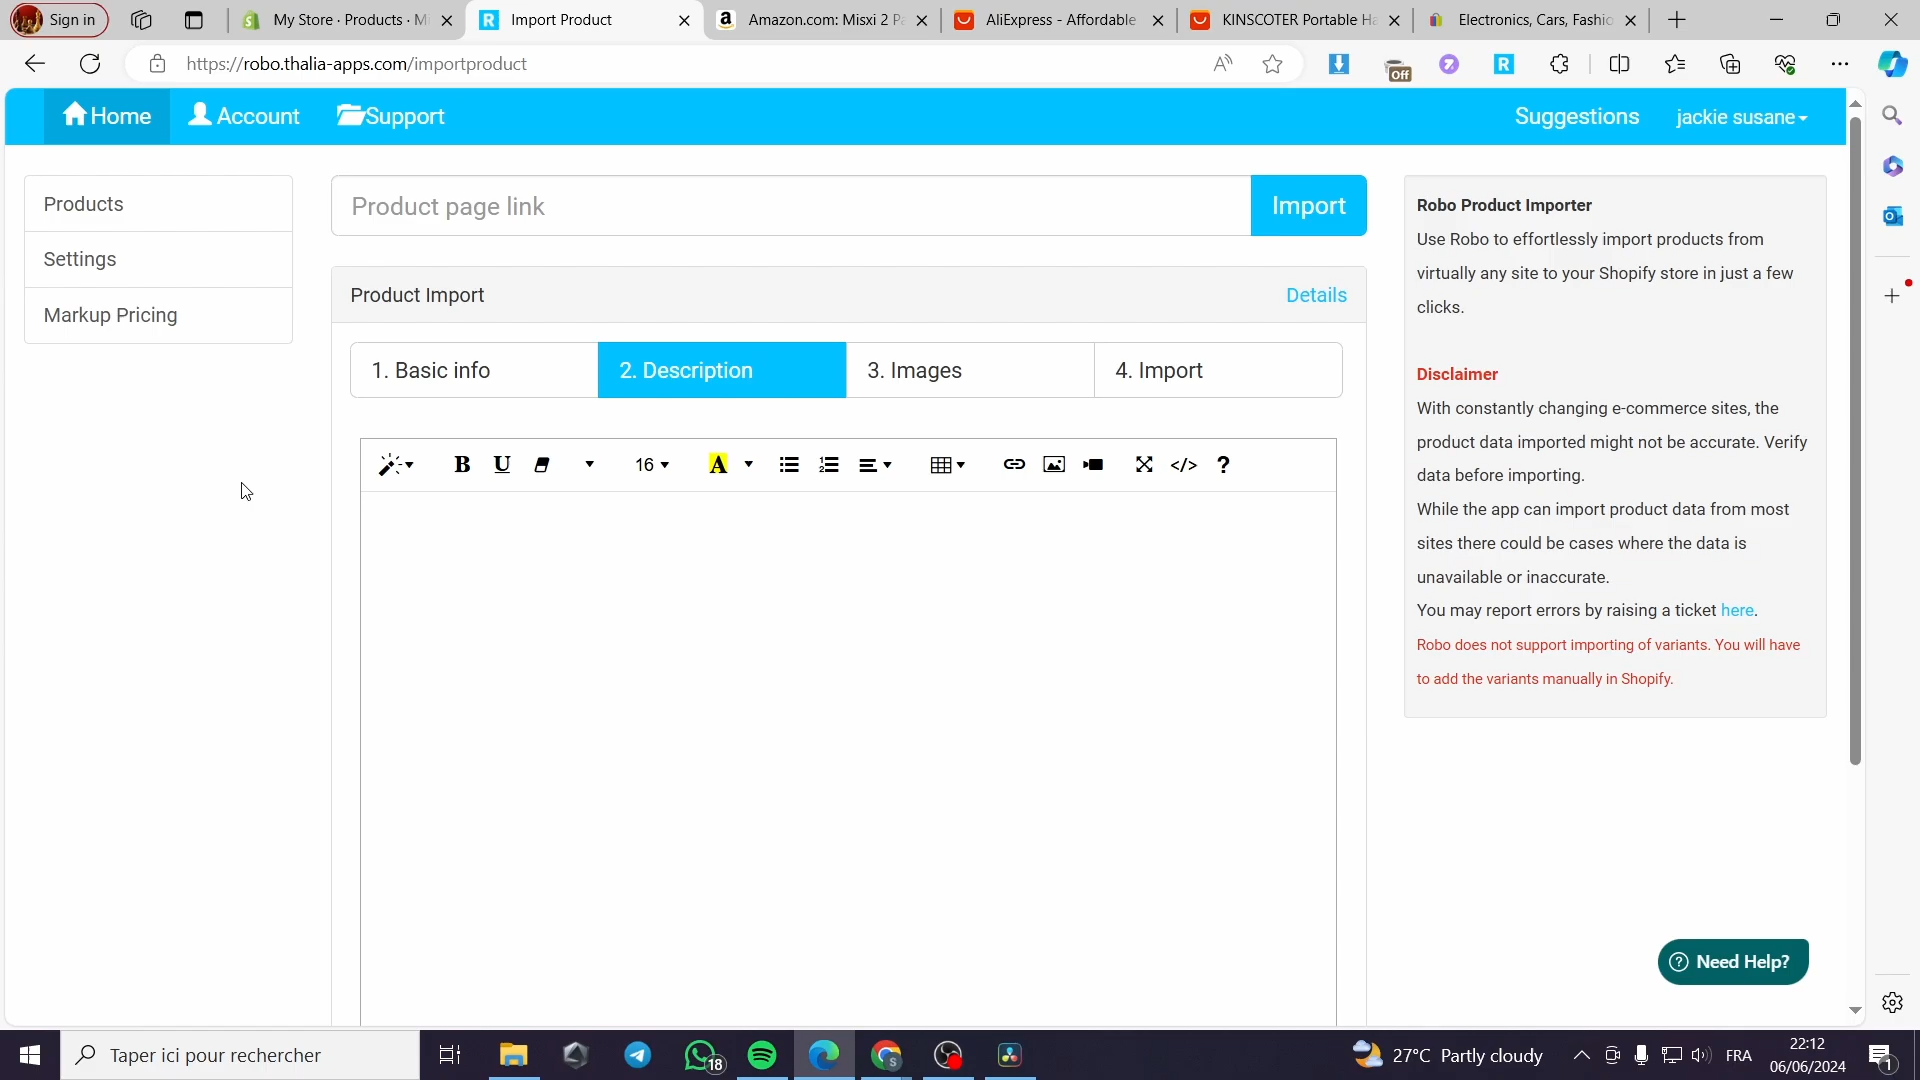 Sign in
My Store · Products · M
Import Product
Amazon.com: Misxi 2 Pa
AliExpress - Affordable
KINSCOTER Portable Ha
Electronics, Cars, Fashio
https://robo.thalia-apps.com/importproduct
Off
Home
Account
Support
Suggestions
jackie susane
Products
Settings
Markup Pricing
Product page link
Import
Product Import
Details
1. Basic info
2. Description
3. Images
4. Import
B U 16 A </> ?
Robo Product Importer
Use Robo to effortlessly import products from
virtually any site to your Shopify store in just a few
clicks.
Disclaimer
With constantly changing e-commerce sites, the
product data imported might not be accurate. Verify
data before importing.
While the app can import product data from most
sites there could be cases where the data is
unavailable or inaccurate.
You may report errors by raising a ticket here.
Robo does not support importing of variants. You will have
to add the variants manually in Shopify.
Need Help?
Taper ici pour rechercher
18
27°C Partly cloudy
FRA
22:12
06/06/2024
1